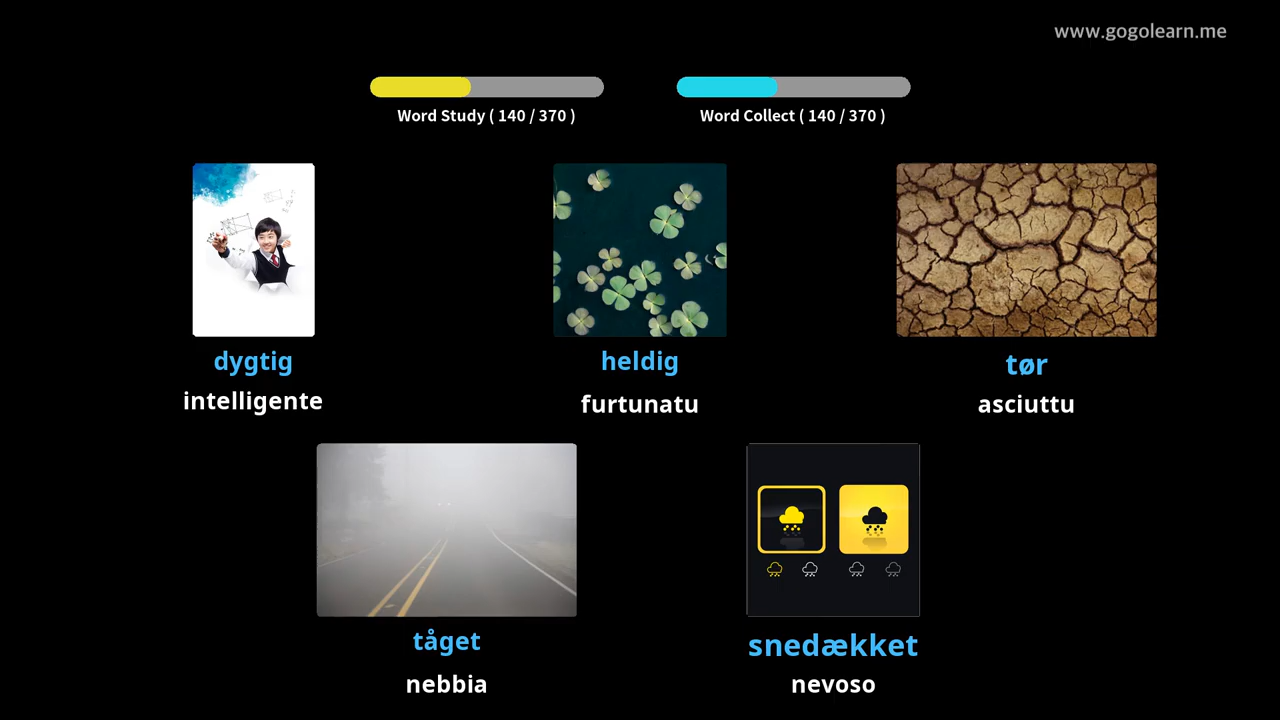 www.gogolearn.me
Word Study ( 140 / 370 )
Word Collect ( 140 / 370 )
dygtig
intelligente
heldig
furtunatu
tør
asciuttu
tåget
nebbia
snedækket
nevoso